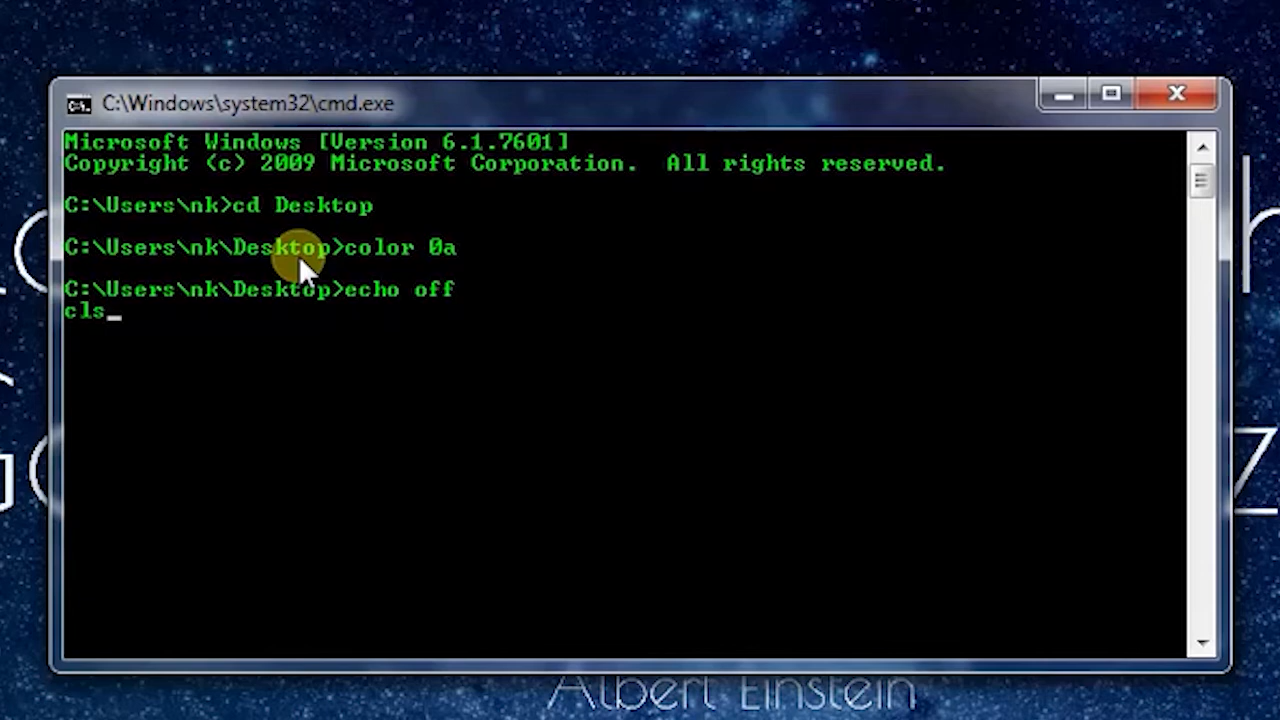 C:\Windows\system32\cmd.exe
Microsoft Windows [Version 6.1.7601]
Copyright (c) 2009 Microsoft Corporation.  All rights reserved.
C:\Users\nk>cd Desktop
C:\Users\nk\Desktop>color 0a
C:\Users\nk\Desktop>echo off
cls_
Albert Einstein